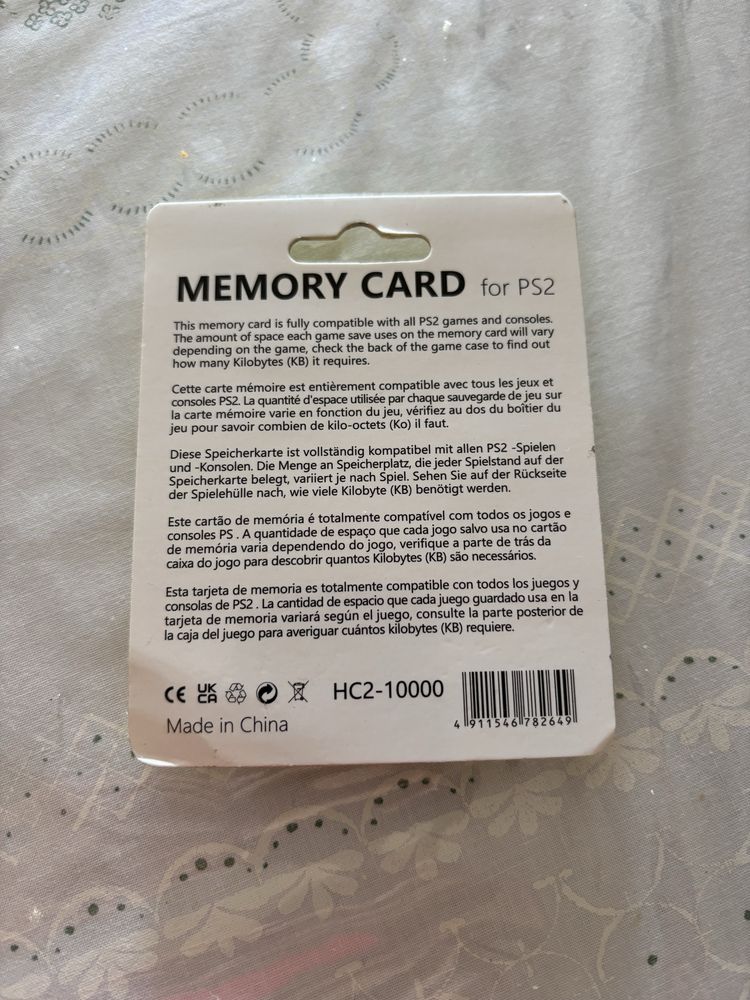 MEMORY CARD for PS2
This memory card is fully compatible with all PS2 games and consoles.
The amount of space each game save uses on the memory card will vary
depending on the game, check the back of the game case to find out
how many Kilobytes (KB) it requires.
Cette carte mémoire est entièrement compatible avec tous les jeux et
consoles PS2. La quantité d'espace utilisée par chaque sauvegarde de jeu sur
la carte mémoire varie en fonction du jeu, vérifiez au dos du boîtier du
jeu pour savoir combien de kilo-octets (Ko) il faut.
Diese Speicherkarte ist vollständig kompatibel mit allen PS2 -Spielen
und -Konsolen. Die Menge an Speicherplatz, die jeder Spielstand auf der
Speicherkarte belegt, variiert je nach Spiel. Sehen Sie auf der Rückseite
der Spielehülle nach, wie viele Kilobyte (KB) benötigt werden.
Este cartão de memória é totalmente compatível com todos os jogos e
consoles PS . A quantidade de espaço que cada jogo salvo usa no cartão
de memória varia dependendo do jogo, verifique a parte de trás da
caixa do jogo para descobrir quantos Kilobytes (KB) são necessários.
Esta tarjeta de memoria es totalmente compatible con todos los juegos y
consolas de PS2 . La cantidad de espacio que cada juego guardado usa en la
tarjeta de memoria variará según el juego, consulte la parte posterior de
la caja del juego para averiguar cuántos kilobytes (KB) requiere.
CE UK CA HC2-10000
Made in China
4 911546 782649